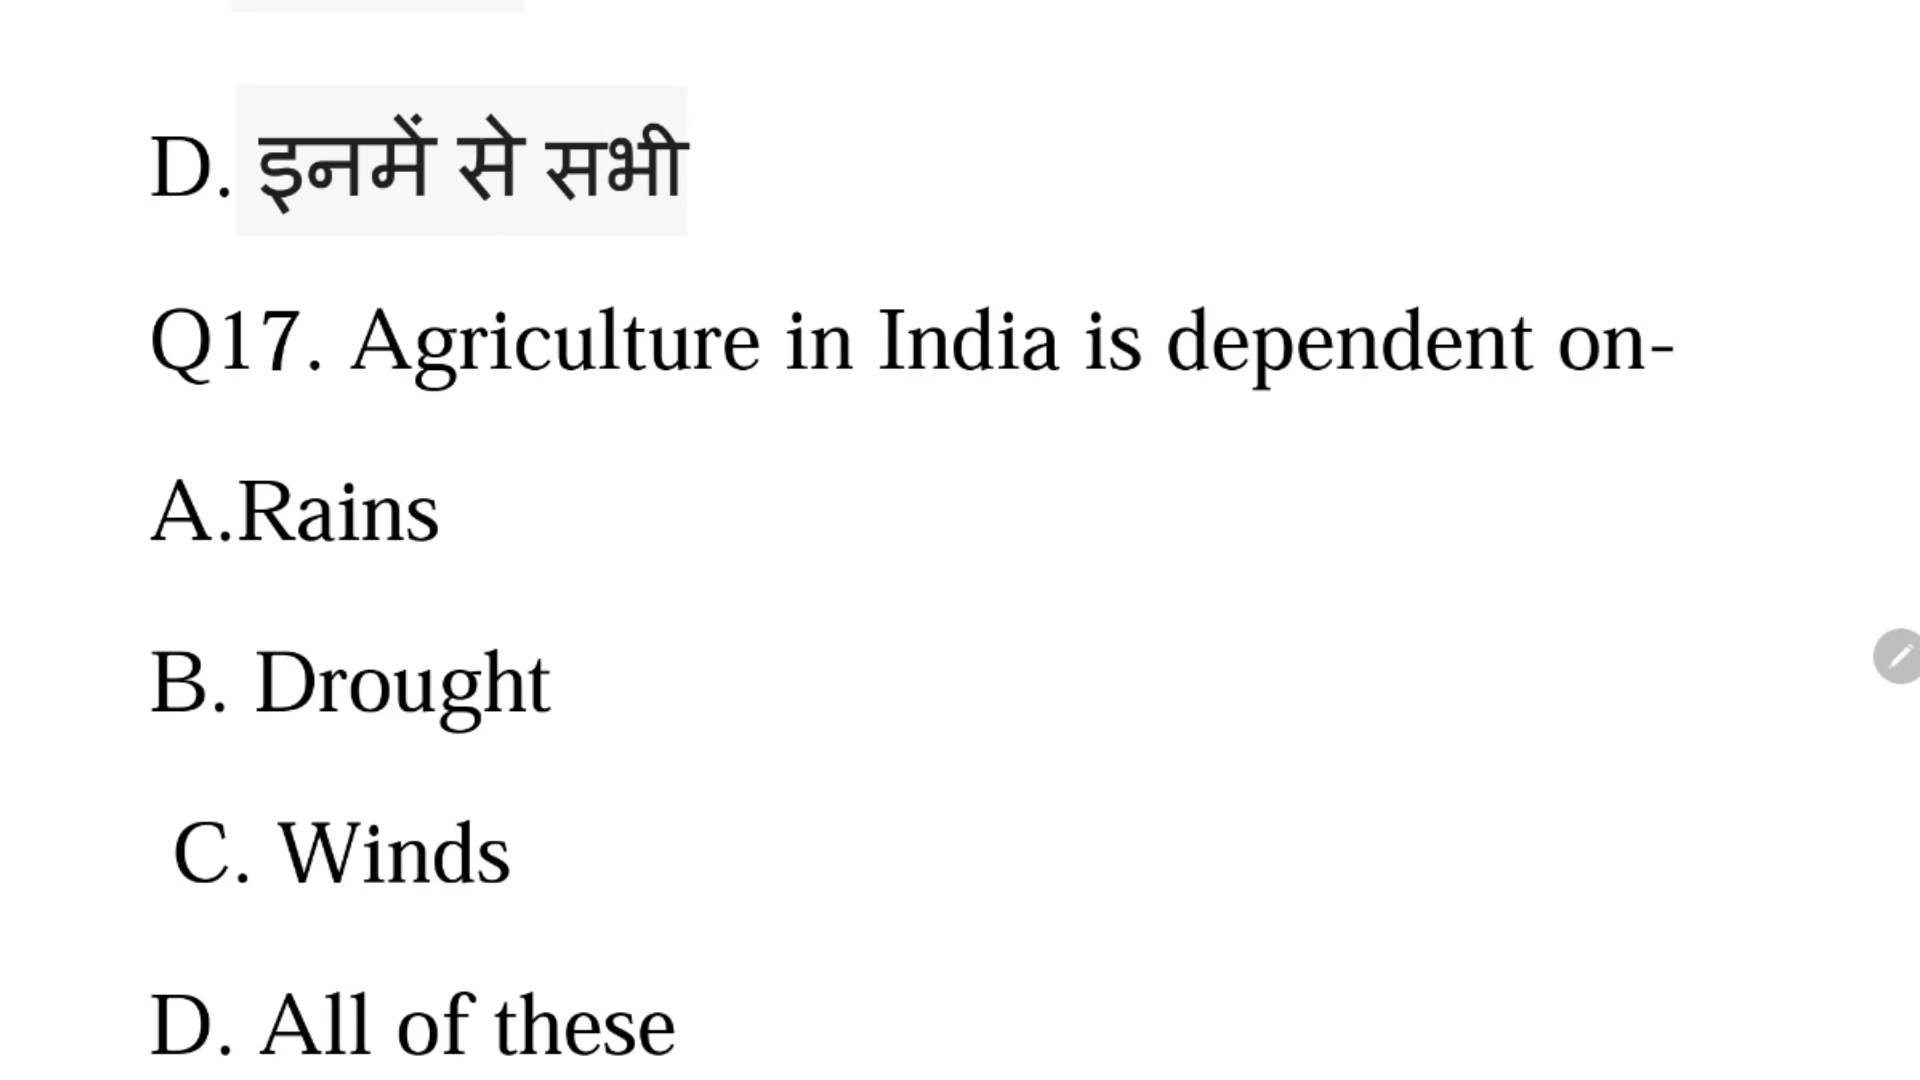 D. इनमें से सभी
Q17. Agriculture in India is dependent on-
A.Rains
B. Drought
C. Winds
D. All of these